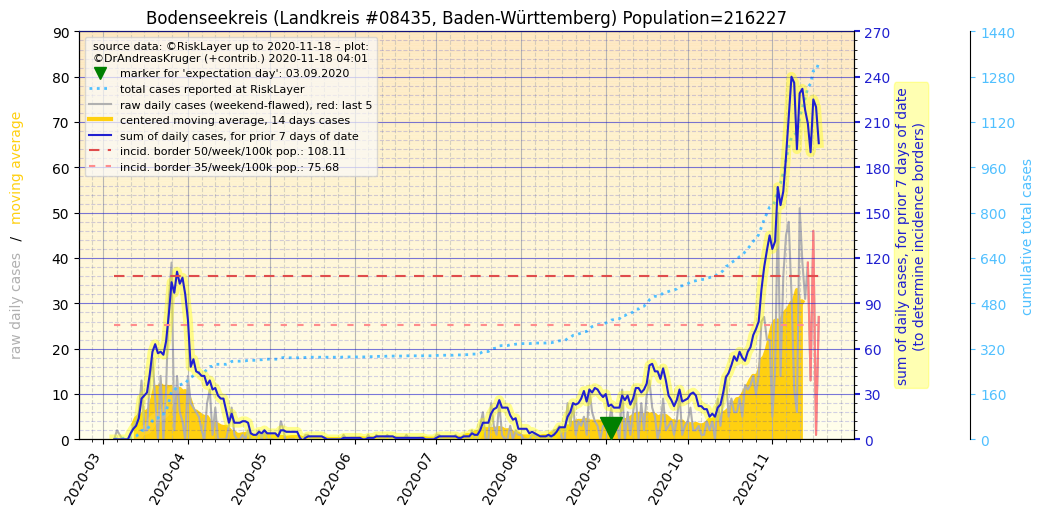 Bodenseekreis (Landkreis #08435, Baden-Württemberg) Population=216227
source data: ©RiskLayer up to 2020-11-18 – plot:
©DrAndreasKruger (+contrib.) 2020-11-18 04:01
marker for 'expectation day': 03.09.2020
total cases reported at RiskLayer
raw daily cases (weekend-flawed), red: last 5
centered moving average, 14 days cases
sum of daily cases, for prior 7 days of date
incid. border 50/week/100k pop.: 108.11
incid. border 35/week/100k pop.: 75.68
raw daily cases / moving average
90
80
70
60
50
40
30
20
10
0
2020-03
2020-04
2020-05
2020-06
2020-07
2020-08
2020-09
2020-10
2020-11
270
240
210
180
150
120
90
60
30
0
sum of daily cases, for prior 7 days of date
(to determine incidence borders)
1440
1280
1120
960
800
640
480
320
160
0
cumulative total cases